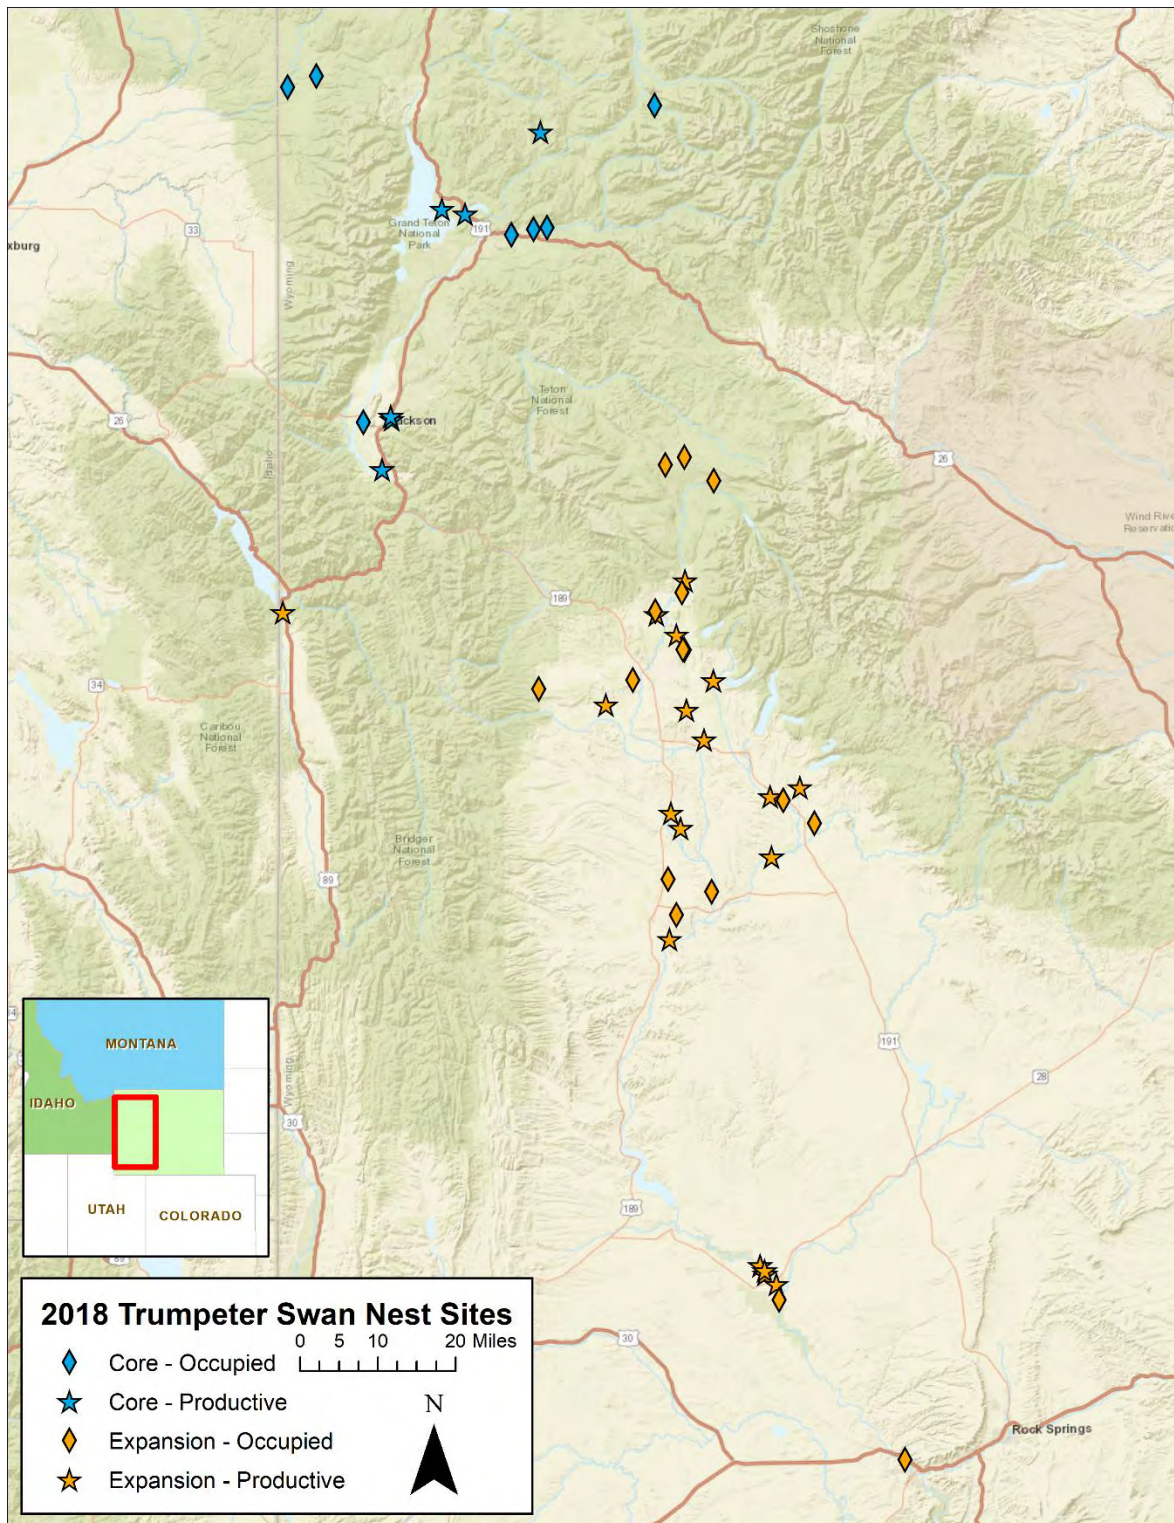 Shoshone
National
Forest
Grand Teton
National
Park
191
33
xburg
Wyoming
Teton
National
Forest
26
ackson
Idaho
26
Wind River
Reservatio
189
34
Caribou
National
Forest
Bridger
National
Forest
89
191
28
Wyoming
30
189
MONTANA
IDAHO
UTAH
COLORADO
89
2018 Trumpeter Swan Nest Sites
0 5 10 20 Miles
Core - Occupied
Core - Productive
N
Expansion - Occupied
Expansion - Productive
30
Rock Springs